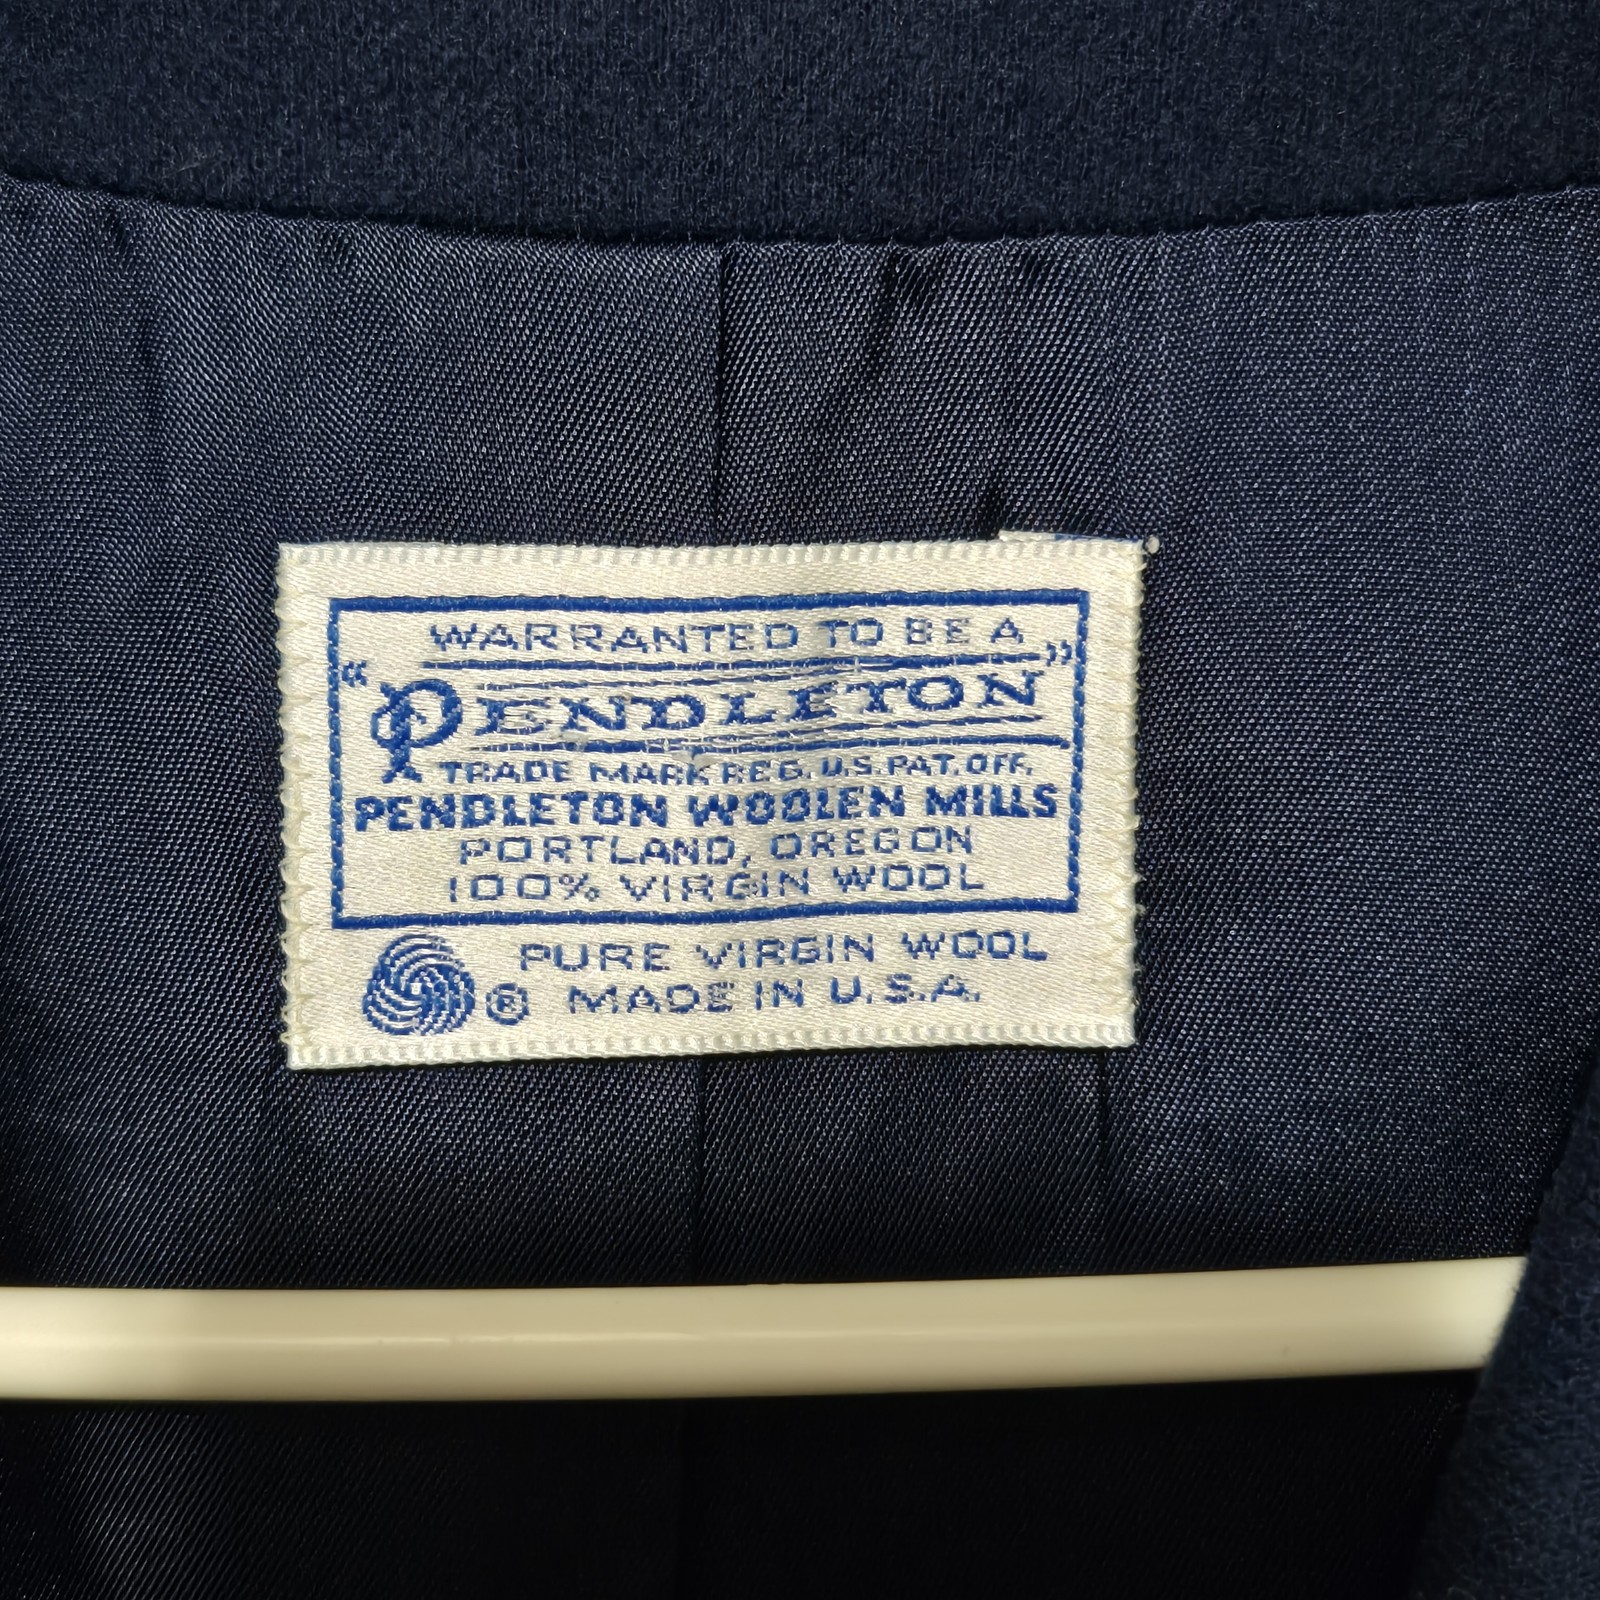 WARRANTED TO BE A
"PENDLETON"
TRADE MARK REG. U.S. PAT. OFF.
PENDLETON WOOLEN MILLS
PORTLAND, OREGON
100% VIRGIN WOOL
PURE VIRGIN WOOL
® MADE IN U.S.A.